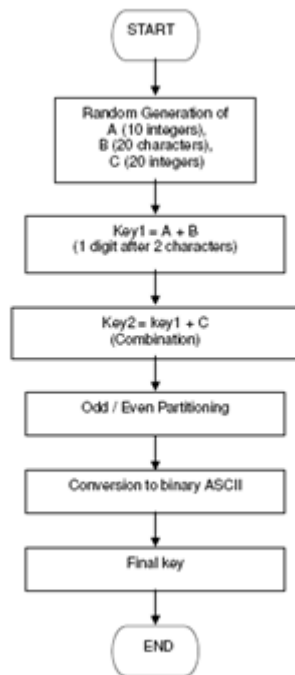 START
Random Generation of
A (10 integers),
B (20 characters),
C (20 integers)
Key1 = A + B
(1 digit after 2 characters)
Key2 = key1 + C
(Combination)
Odd / Even Partitioning
Conversion to binary ASCII
Final key
END